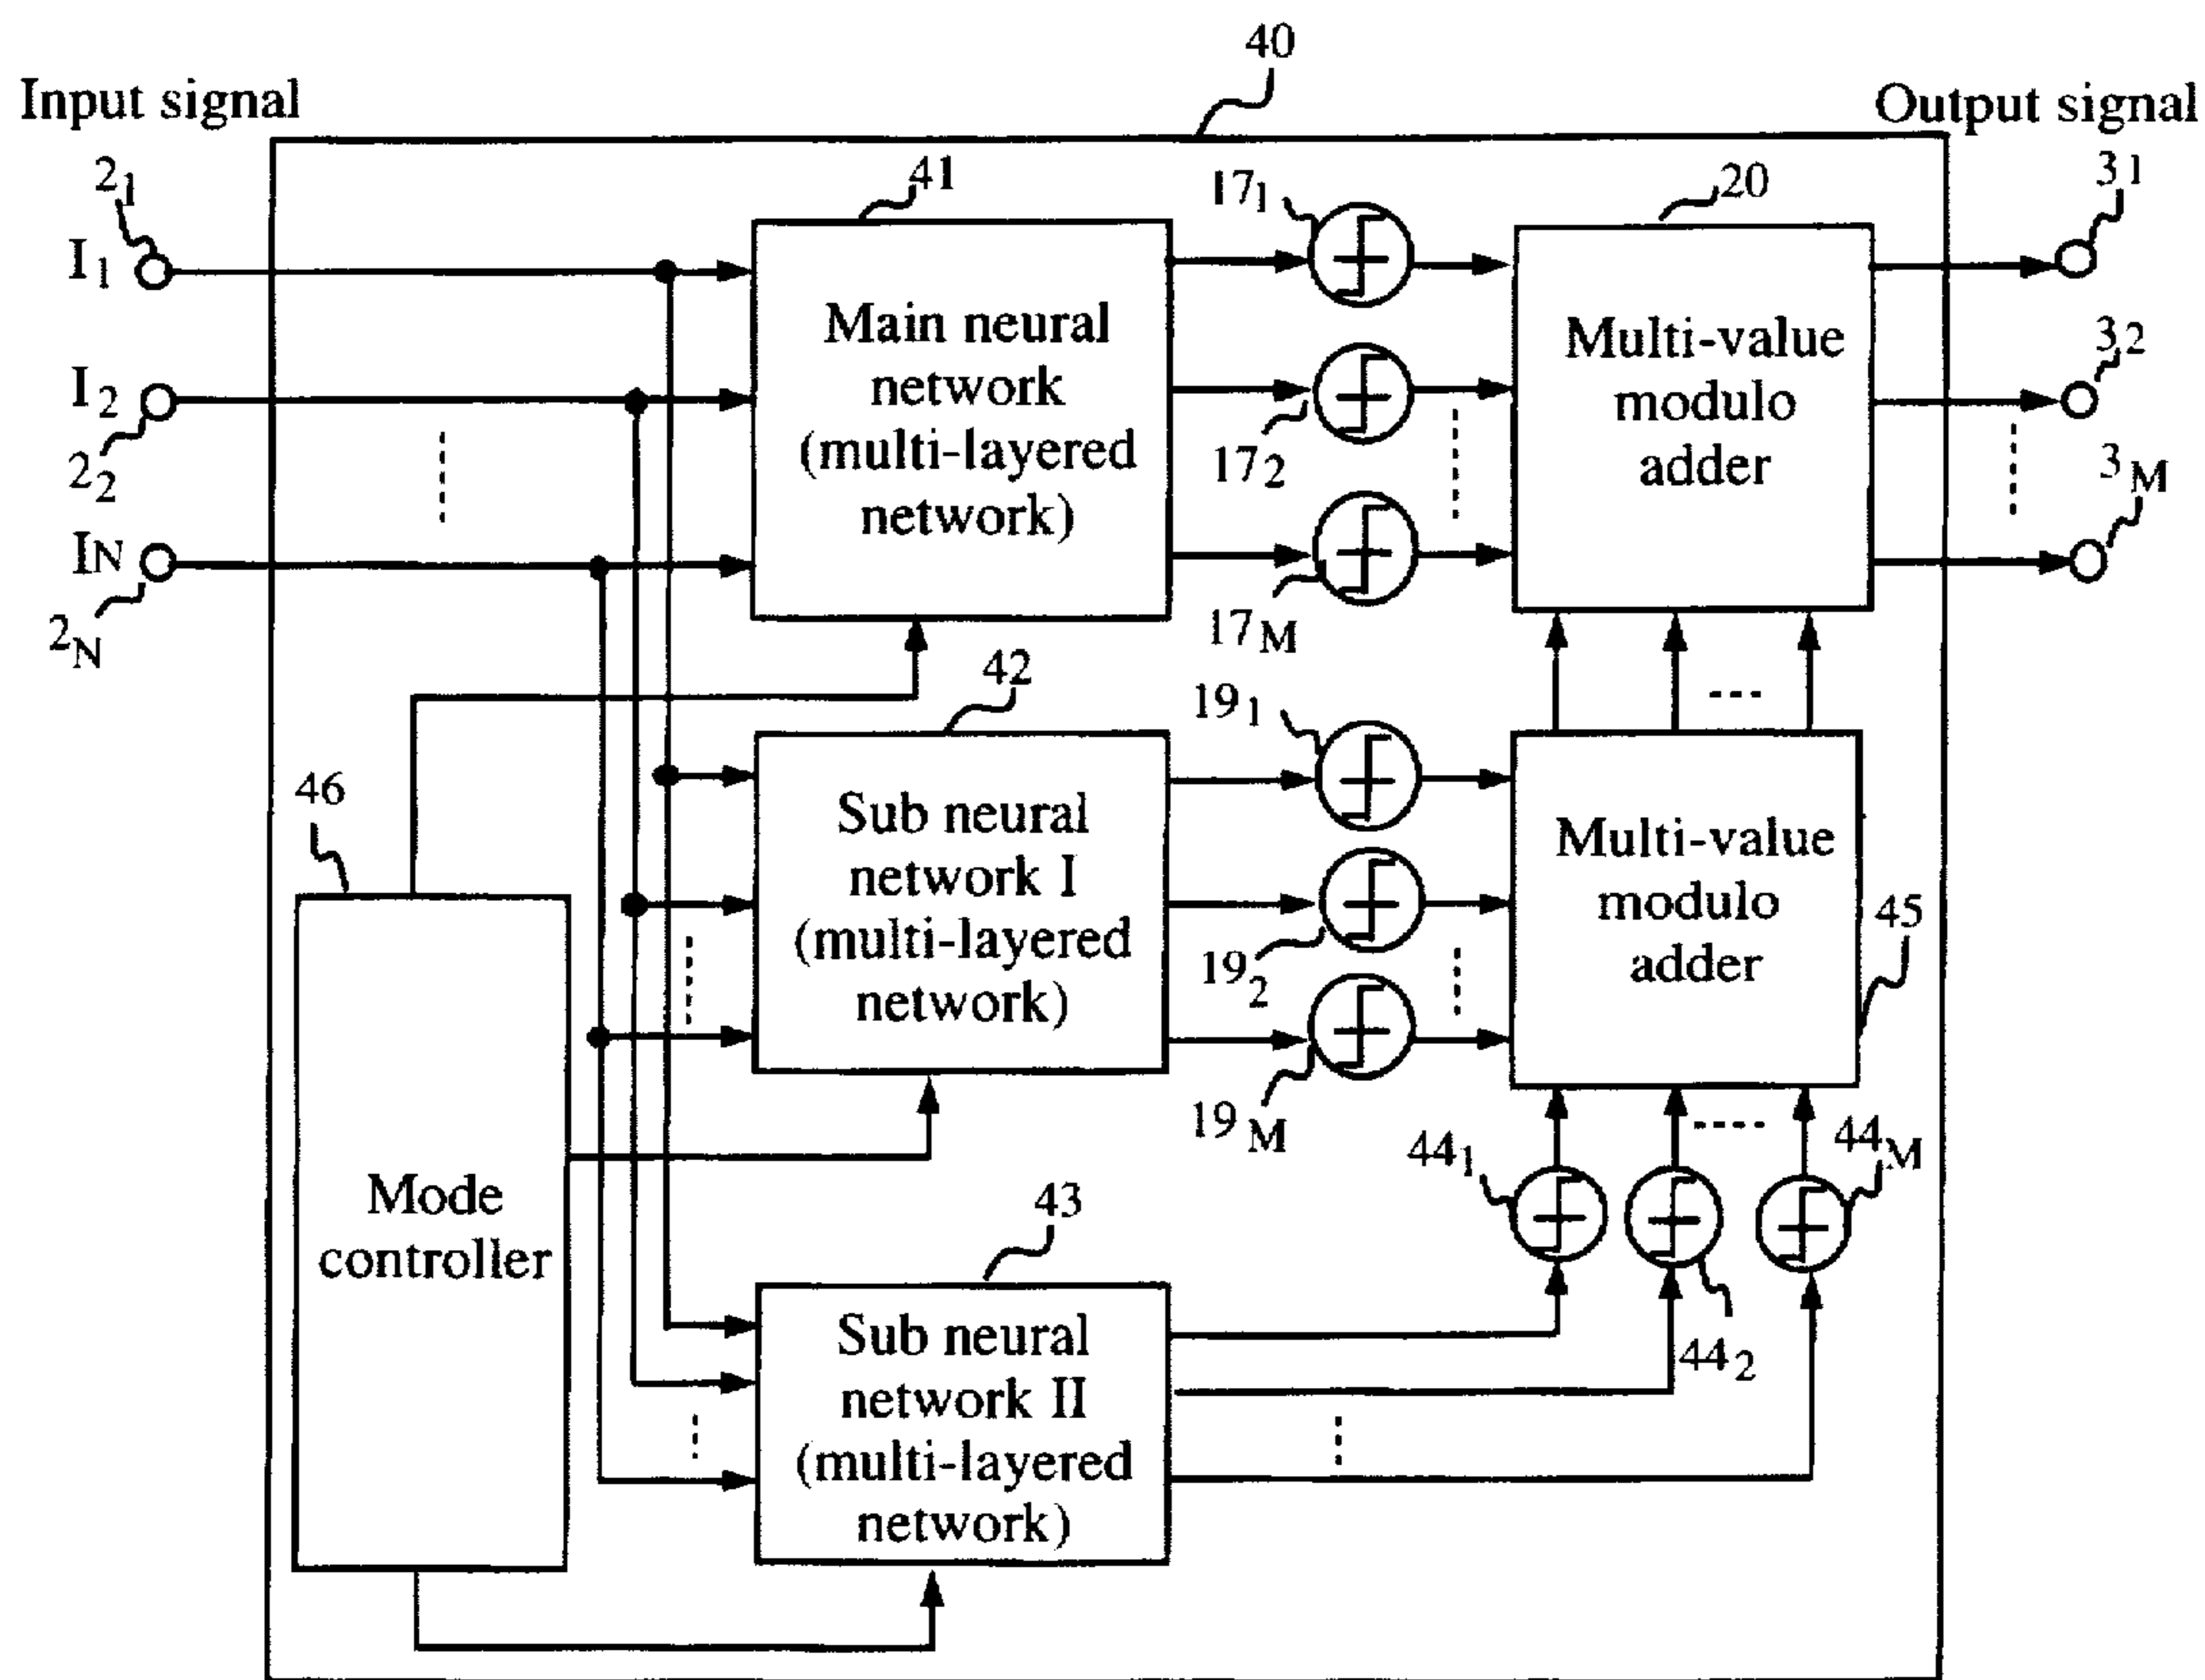 40
Input signal
Output signal
2₁
41
17₁
20
3₁
I₁
Main neural
network
(multi-layered
network)
Multi-value
modulo
adder
I₂
2₂
17₂
3₂
IN
2N
17M
3M
42
19₁
46
Sub neural
network I
(multi-layered
network)
Multi-value
modulo
adder
45
19₂
19M
44₁
44M
Mode
controller
43
Sub neural
network II
(multi-layered
network)
44₂